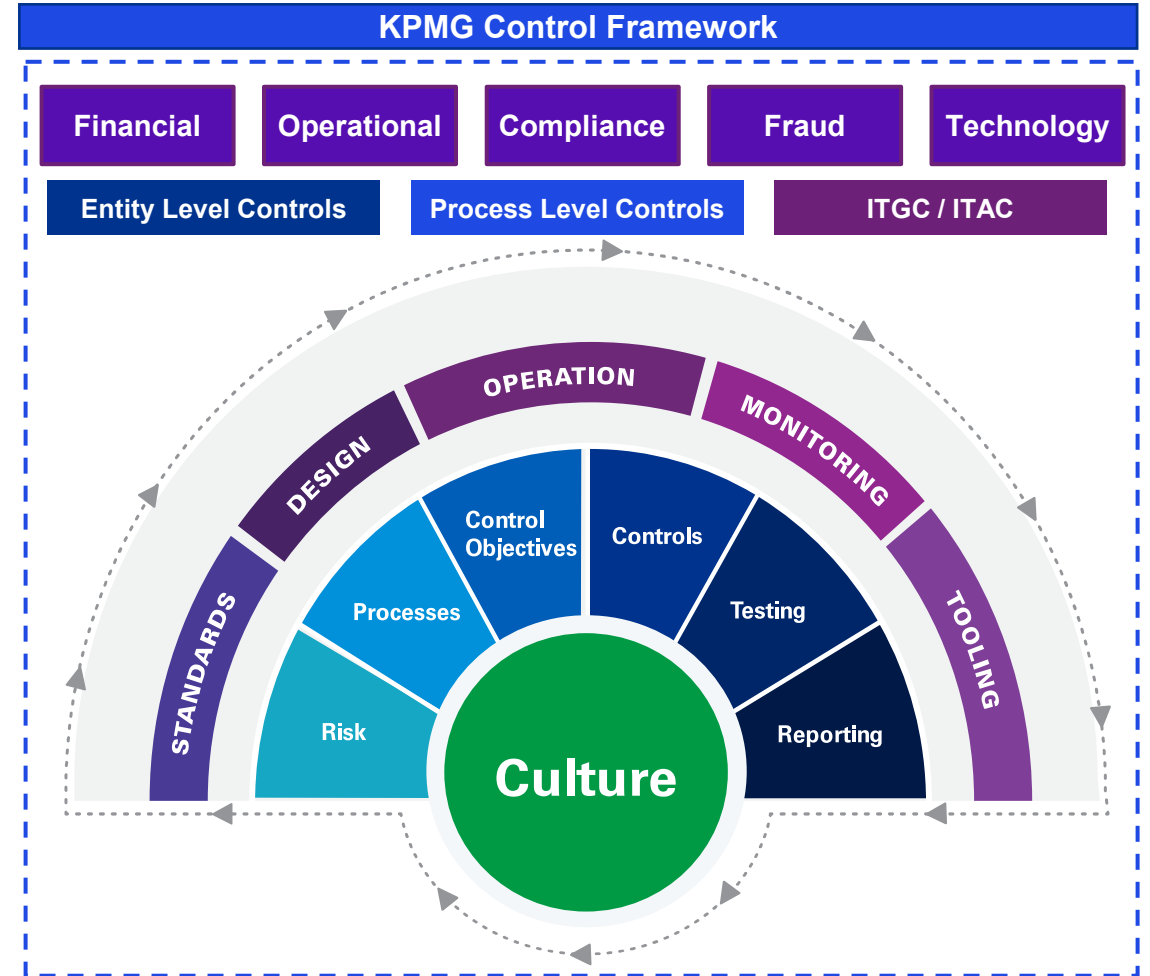 KPMG Control Framework
Financial
Operational
Compliance
Fraud
Technology
Entity Level Controls
Process Level Controls
ITGC / ITAC
STANDARDS
DESIGN
OPERATION
MONITORING
TOOLING
Risk
Processes
Control
Objectives
Controls
Testing
Reporting
Culture